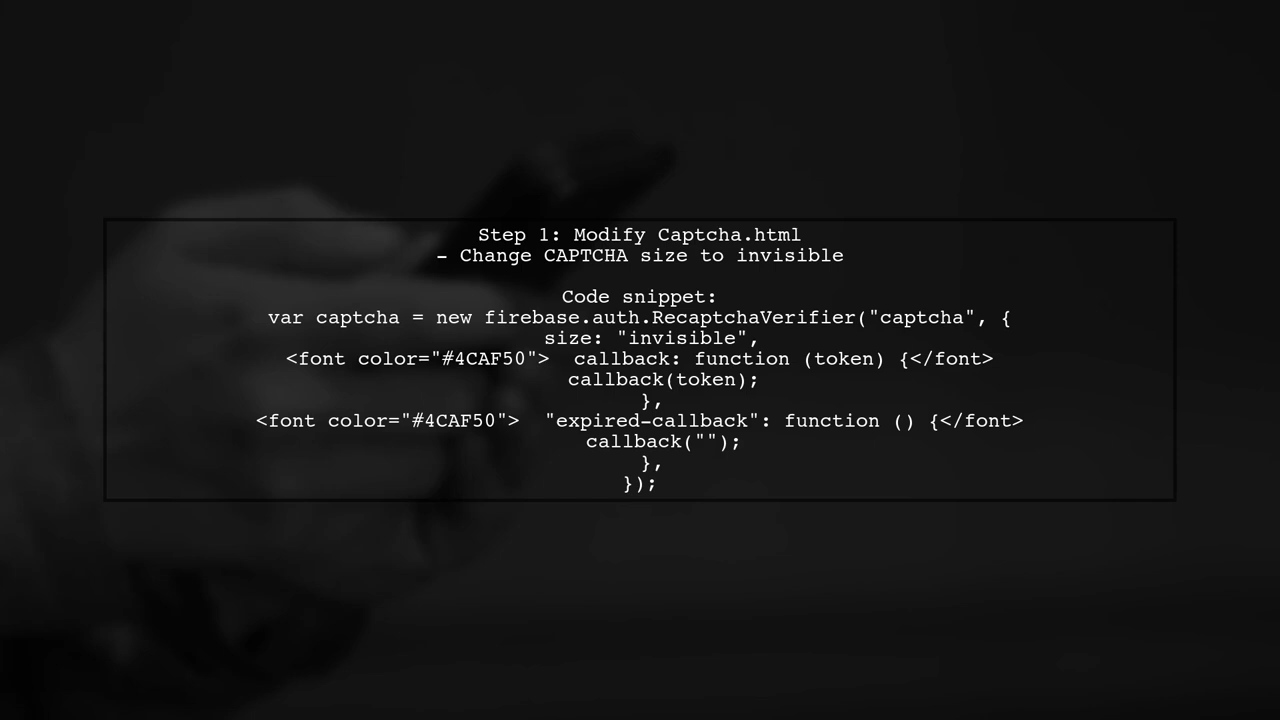 Step 1: Modify Captcha.html
- Change CAPTCHA size to invisible
Code snippet:
var captcha = new firebase.auth.RecaptchaVerifier("captcha", {
size: "invisible",
<font color="#4CAF50">  callback: function (token) {</font>
callback(token);
},
<font color="#4CAF50">  "expired-callback": function () {</font>
callback("");
},
});